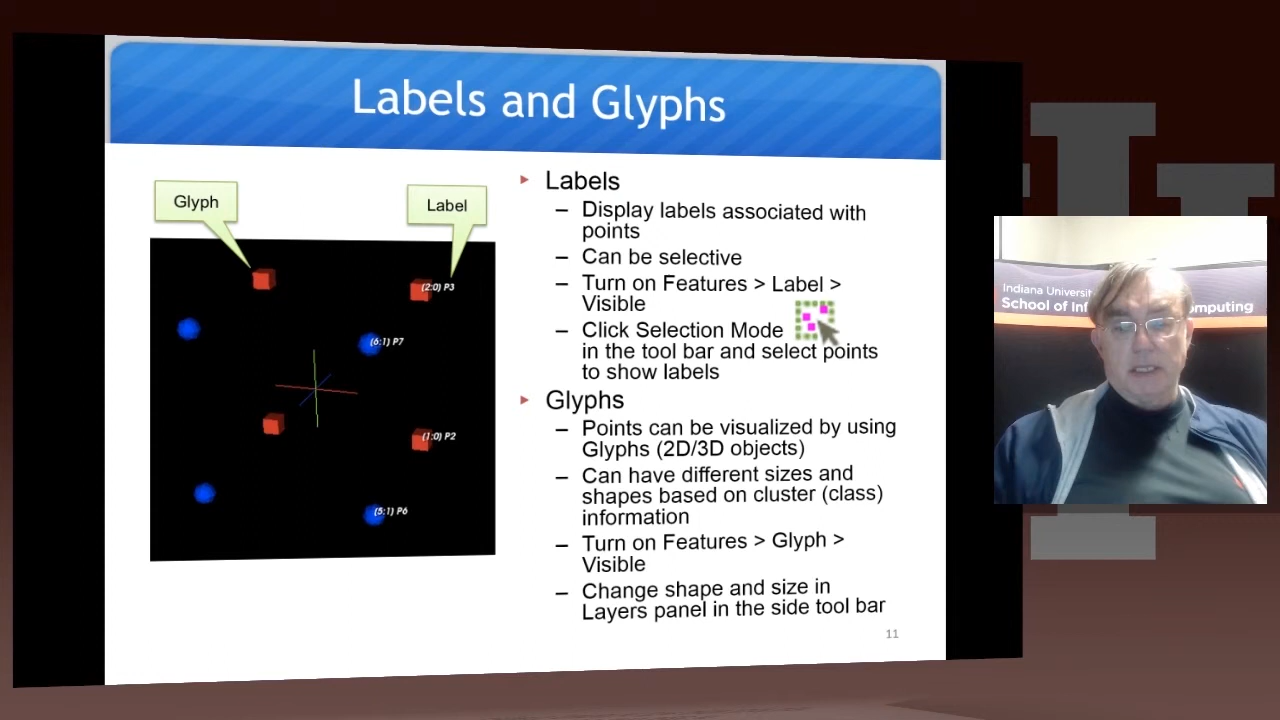 Labels and Glyphs
Glyph
Label
(2:0) P3
(6:1) P7
(1:0) P2
(5:1) P6
Labels
– Display labels associated with
points
– Can be selective
– Turn on Features > Label >
Visible
– Click Selection Mode
in the tool bar and select points
to show labels
Glyphs
– Points can be visualized by using
Glyphs (2D/3D objects)
– Can have different sizes and
shapes based on cluster (class)
information
– Turn on Features > Glyph >
Visible
– Change shape and size in
Layers panel in the side tool bar
11
Indiana Universit
School of Inf
omputing